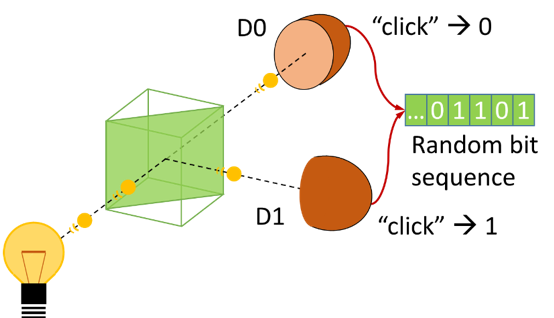 D0
“click” → 0
... 0 1 1 0 1
Random bit
sequence
D1
“click” → 1